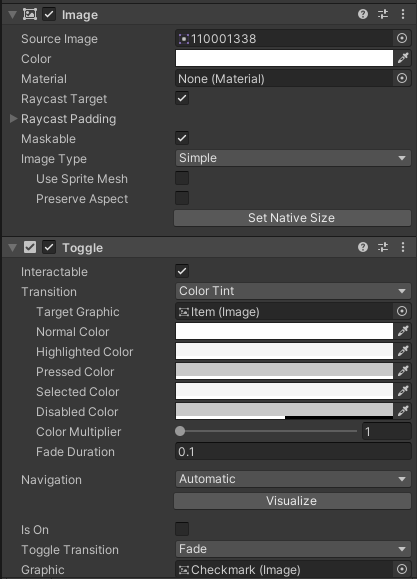 Image
Source Image 110001338
Color
Material None (Material)
Raycast Target
Raycast Padding
Maskable
Image Type Simple
Use Sprite Mesh
Preserve Aspect
Set Native Size
Toggle
Interactable
Transition Color Tint
Target Graphic Item (Image)
Normal Color
Highlighted Color
Pressed Color
Selected Color
Disabled Color
Color Multiplier 1
Fade Duration 0.1
Navigation Automatic
Visualize
Is On
Toggle Transition Fade
Graphic Checkmark (Image)